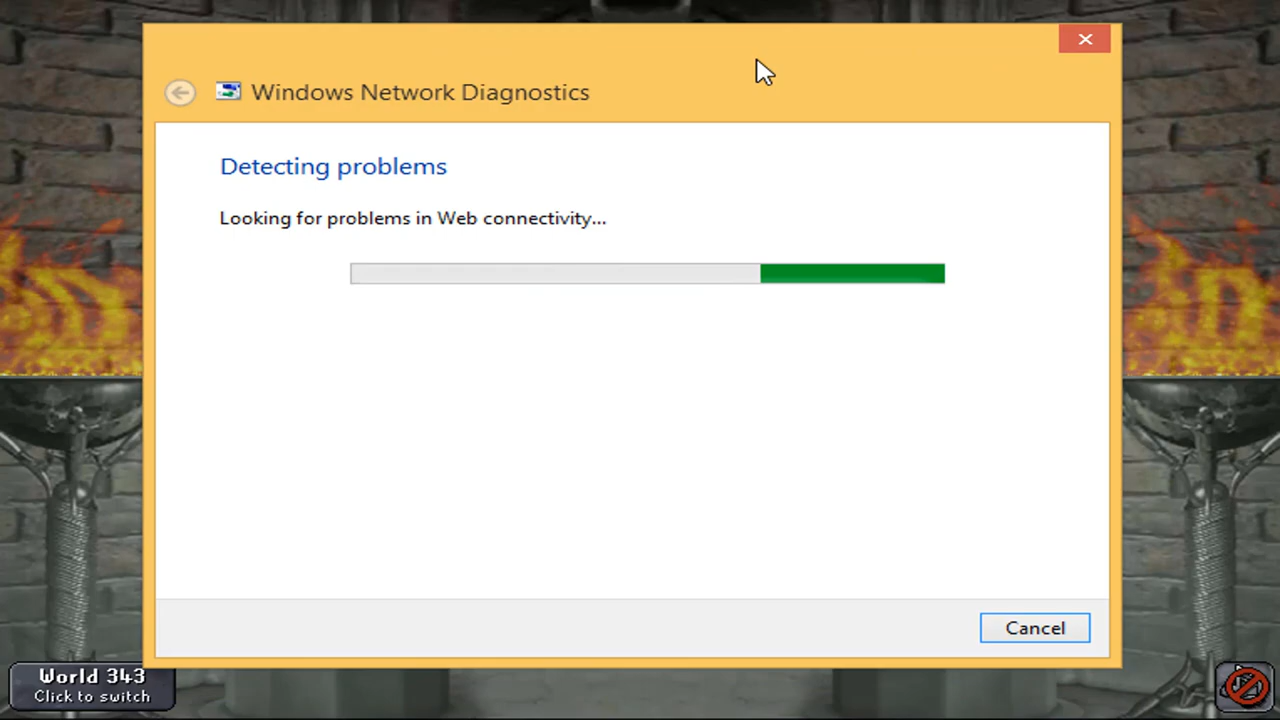 Windows Network Diagnostics
Detecting problems
Looking for problems in Web connectivity...
Cancel
World 343
Click to switch